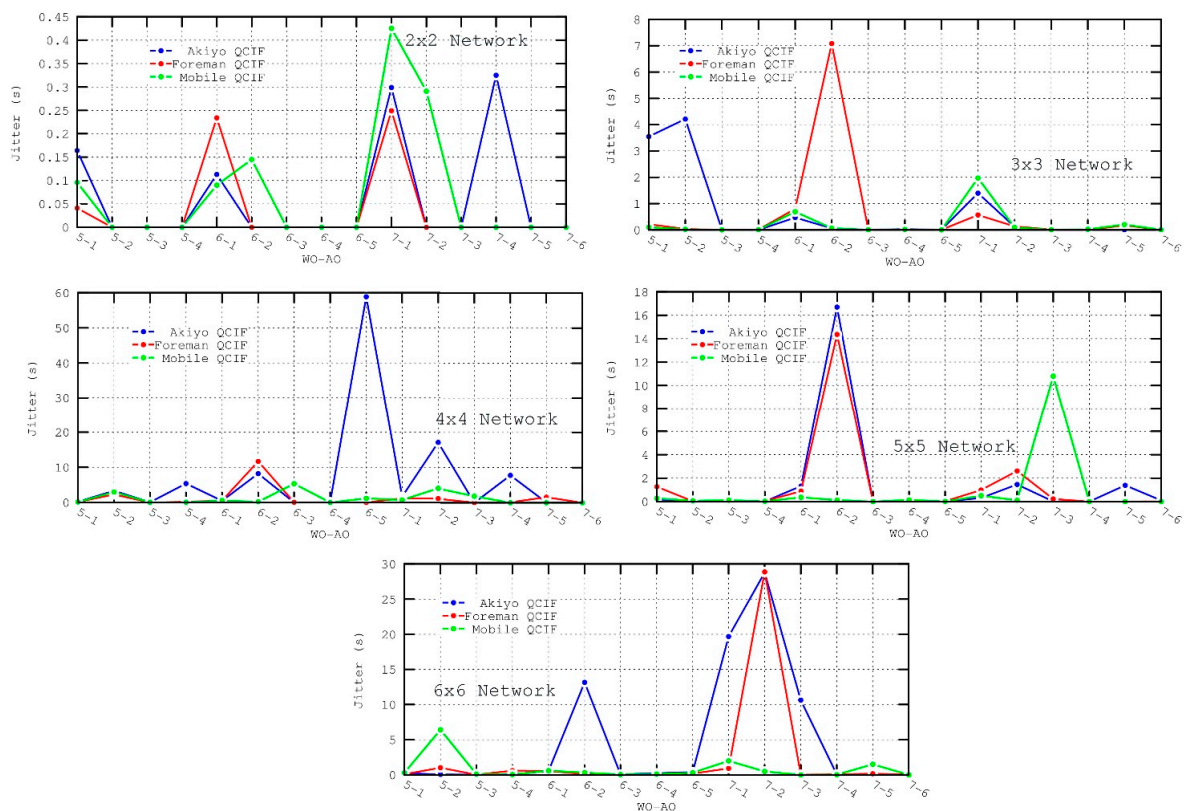 0.45
0.4
0.35
0.3
0.25
0.2
0.15
0.1
0.05
0
Jitter (s)
2x2 Network
Akiyo QCIF
Foreman QCIF
Mobile QCIF
5-1 5-2 5-3 5-4 6-1 6-2 6-3 6-4 6-5 7-1 7-2 7-3 7-4 7-5 7-6
WO-AO
8
7
6
5
4
3
2
1
0
Jitter (s)
Akiyo QCIF
Foreman QCIF
Mobile QCIF
3x3 Network
5-1 5-2 5-3 5-4 6-1 6-2 6-3 6-4 6-5 7-1 7-2 7-3 7-4 7-5 7-6
WO-AO
60
50
40
30
20
10
0
Jitter (s)
Akiyo QCIF
Foreman QCIF
Mobile QCIF
4x4 Network
5-1 5-2 5-3 5-4 6-1 6-2 6-3 6-4 6-5 7-1 7-2 7-3 7-4 7-5 7-6
WO-AO
18
16
14
12
10
8
6
4
2
0
Jitter (s)
Akiyo QCIF
Foreman QCIF
Mobile QCIF
5x5 Network
5-1 5-2 5-3 5-4 6-1 6-2 6-3 6-4 6-5 7-1 7-2 7-3 7-4 7-5 7-6
WO-AO
30
25
20
15
10
5
0
Jitter (s)
Akiyo QCIF
Foreman QCIF
Mobile QCIF
6x6 Network
5-1 5-2 5-3 5-4 6-1 6-2 6-3 6-4 6-5 7-1 7-2 7-3 7-4 7-5 7-6
WO-AO